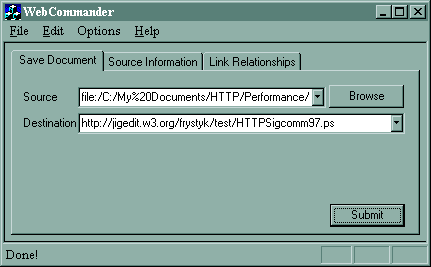 WebCommander
File Edit Options Help
Save Document Source Information Link Relationships
Source file:/C:/My%20Documents/HTTP/Performance/ Browse
Destination http://jigedit.w3.org/frystyk/test/HTTPSigcomm97.ps
Submit
Done!